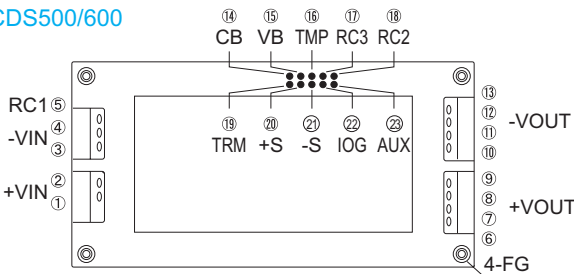 CDS500/600
⑭ ⑮ ⑯ ⑰ ⑱
CB VB TMP RC3 RC2
RC1 ⑤
④
-VIN
③
②
+VIN
①
⑲ ⑳ ㉑ ㉒ ㉓
TRM +S -S IOG AUX
⑬
⑫
-VOUT
⑪
⑩
⑨
⑧
+VOUT
⑦
⑥
4-FG